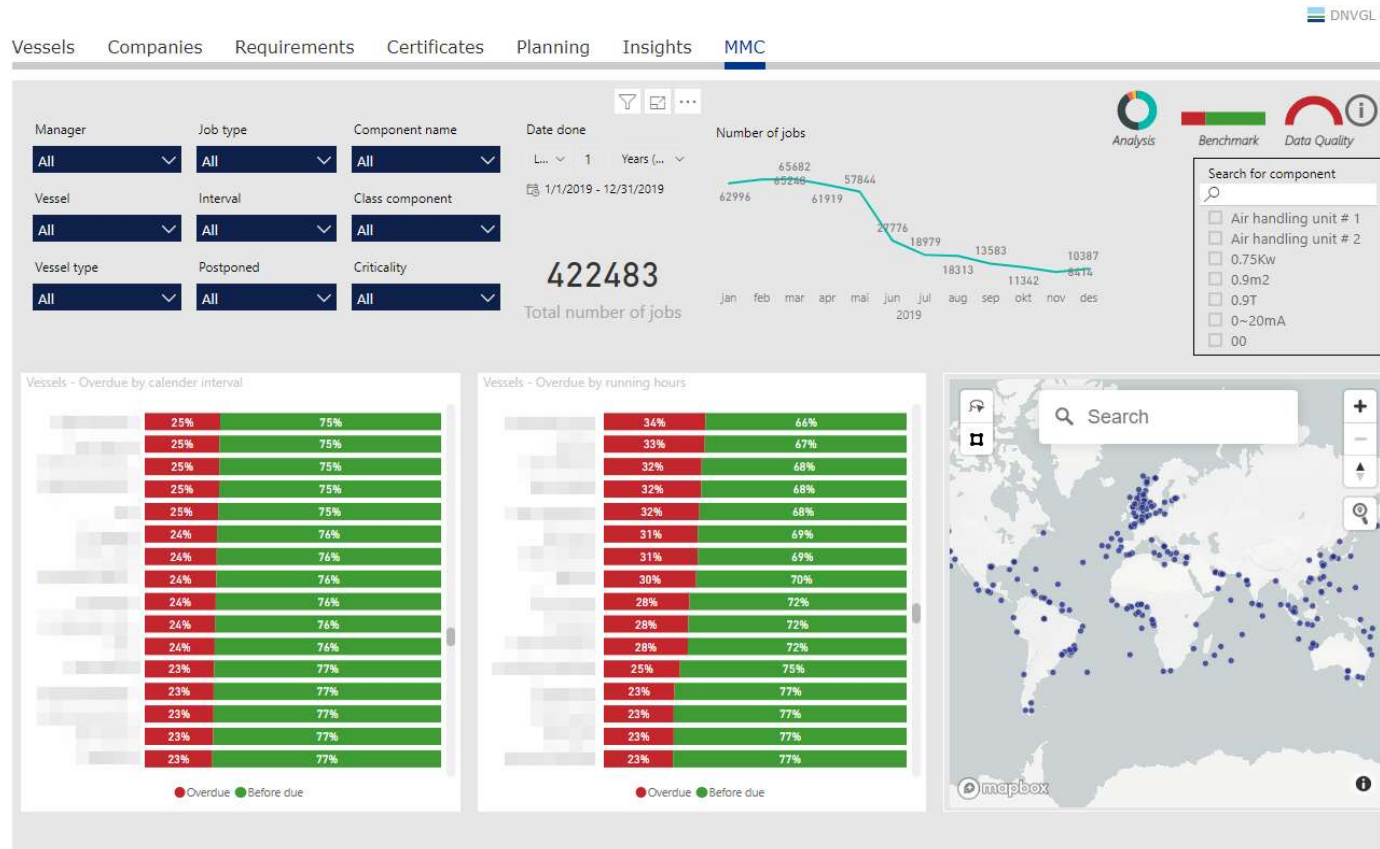 DNVGL
Vessels Companies Requirements Certificates Planning Insights MMC
Manager Job type Component name Date done Number of jobs
All All All L... 1 Years (...
1/1/2019 - 12/31/2019
Vessel Interval Class component
All All All
Vessel type Postponed Criticality
All All All
422483
Total number of jobs
62996 65682 65248 61919 57844 27776 18979 18313 13583 11342 8414 10387
jan feb mar apr mai jun jul aug sep okt nov des
2019
Analysis Benchmark Data Quality
Search for component
Air handling unit # 1
Air handling unit # 2
0.75Kw
0.9m2
0.9T
0~20mA
00
Vessels - Overdue by calender interval
25% 75%
25% 75%
25% 75%
25% 75%
25% 75%
24% 76%
24% 76%
24% 76%
24% 76%
24% 76%
24% 76%
23% 77%
23% 77%
23% 77%
23% 77%
23% 77%
Overdue Before due
Vessels - Overdue by running hours
34% 66%
33% 67%
32% 68%
32% 68%
32% 68%
31% 69%
31% 69%
30% 70%
28% 72%
28% 72%
28% 72%
25% 75%
23% 77%
23% 77%
23% 77%
23% 77%
Overdue Before due
Search
mapbox